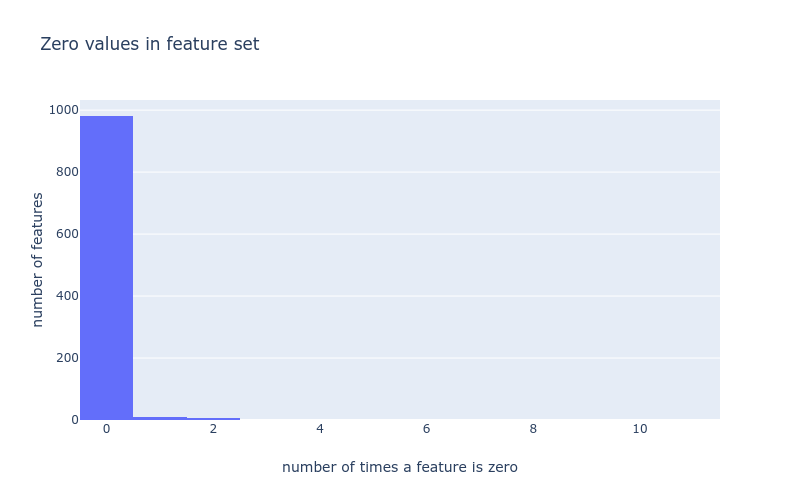 Zero values in feature set
number of features
1000
800
600
400
200
0
0 2 4 6 8 10
number of times a feature is zero